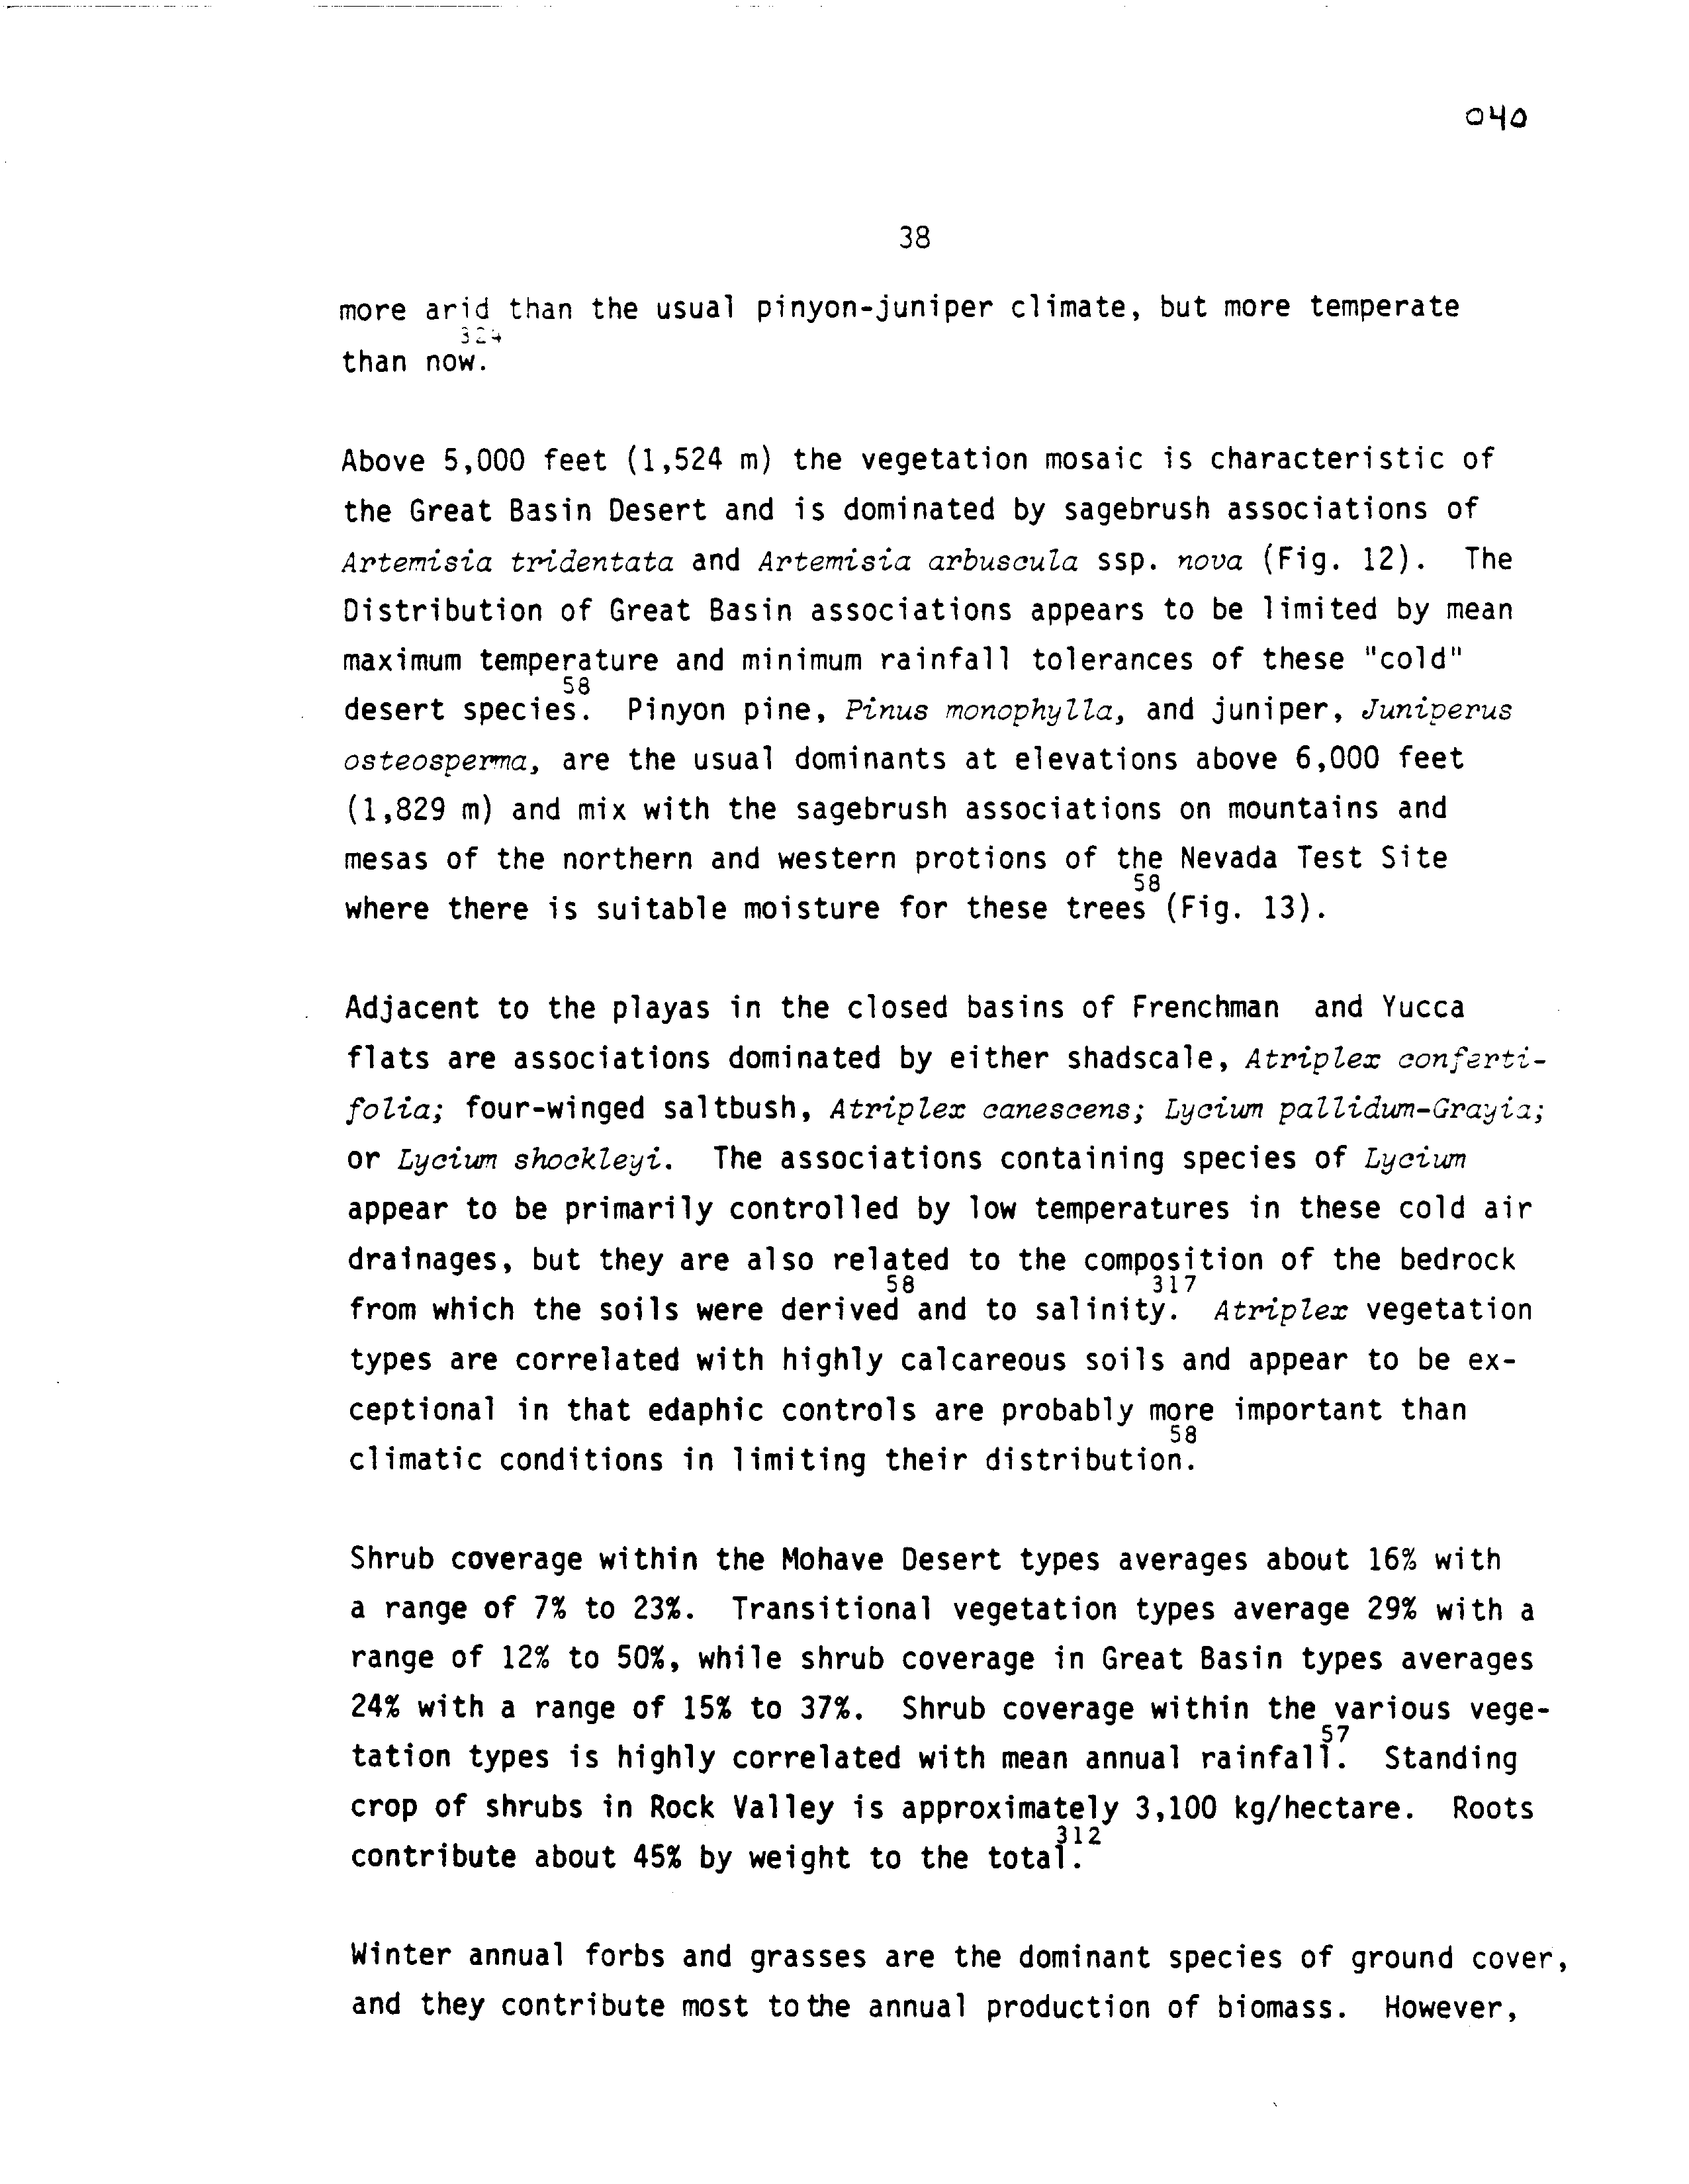 040
38
more arid than the usual pinyon-juniper climate, but more temperate
than now.324
Above 5,000 feet (1,524 m) the vegetation mosaic is characteristic of
the Great Basin Desert and is dominated by sagebrush associations of
Artemisia tridentata and Artemisia arbuscula ssp. nova (Fig. 12). The
Distribution of Great Basin associations appears to be limited by mean
maximum temperature and minimum rainfall tolerances of these "cold"
desert species.58 Pinyon pine, Pinus monophylla, and juniper, Juniperus
osteosperma, are the usual dominants at elevations above 6,000 feet
(1,829 m) and mix with the sagebrush associations on mountains and
mesas of the northern and western protions of the Nevada Test Site
where there is suitable moisture for these trees58 (Fig. 13).
Adjacent to the playas in the closed basins of Frenchman and Yucca
flats are associations dominated by either shadscale, Atriplex conferti-
folia; four-winged saltbush, Atriplex canescens; Lycium pallidum-Grayia;
or Lycium shockleyi. The associations containing species of Lycium
appear to be primarily controlled by low temperatures in these cold air
drainages, but they are also related to the composition of the bedrock
from which the soils were derived58 and to salinity.317 Atriplex vegetation
types are correlated with highly calcareous soils and appear to be ex-
ceptional in that edaphic controls are probably more important than
climatic conditions in limiting their distribution.58
Shrub coverage within the Mohave Desert types averages about 16% with
a range of 7% to 23%. Transitional vegetation types average 29% with a
range of 12% to 50%, while shrub coverage in Great Basin types averages
24% with a range of 15% to 37%. Shrub coverage within the various vege-
tation types is highly correlated with mean annual rainfall.57 Standing
crop of shrubs in Rock Valley is approximately 3,100 kg/hectare. Roots
contribute about 45% by weight to the total.312
Winter annual forbs and grasses are the dominant species of ground cover,
and they contribute most to the annual production of biomass. However,